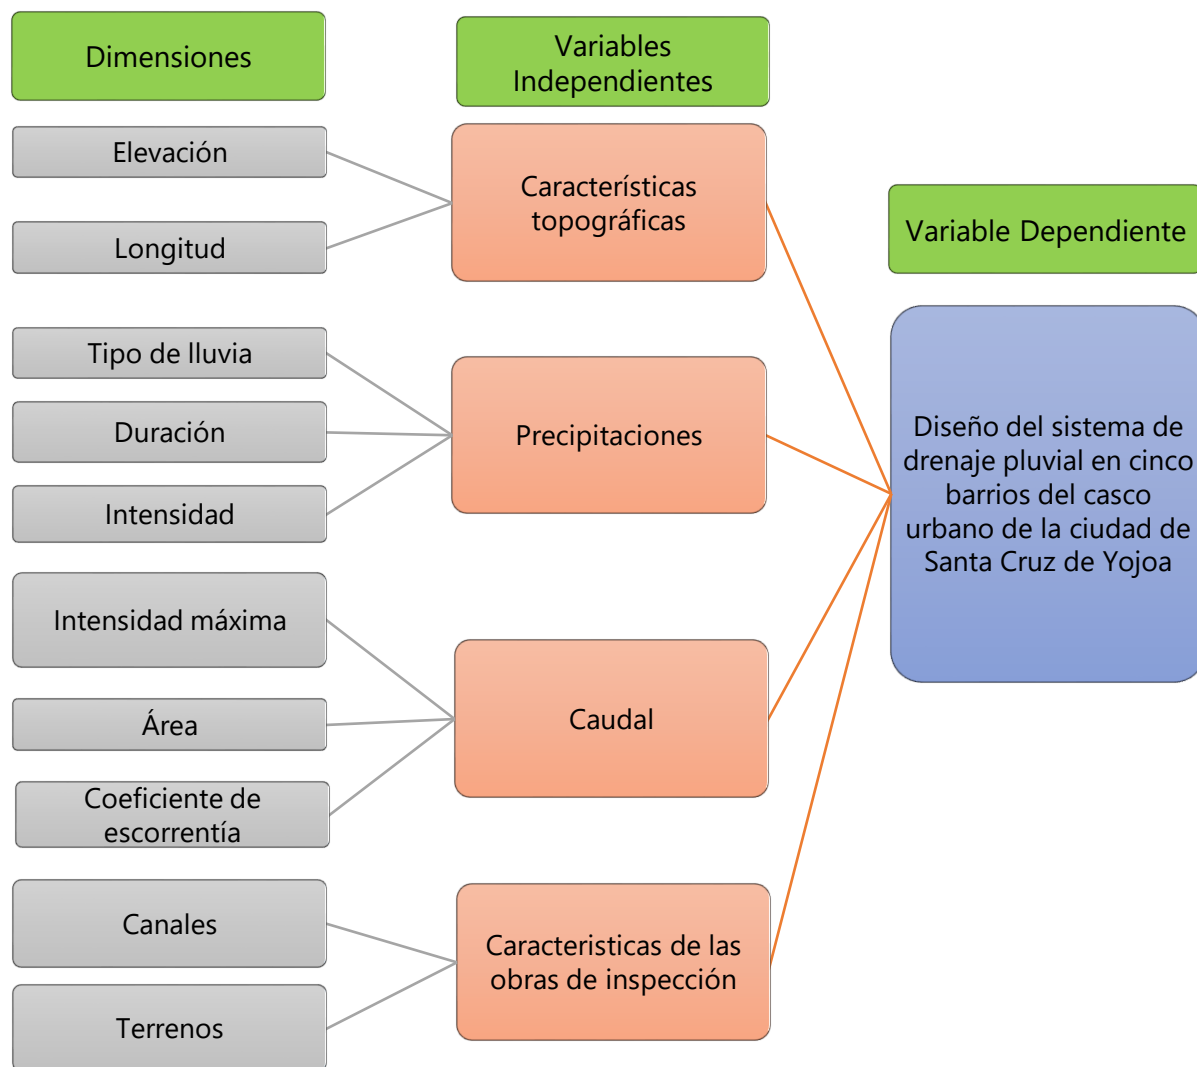 Dimensiones
Variables
Independientes
Elevación
Longitud
Característísticas
topográficas
Variable Dependiente
Tipo de lluvia
Duración
Intensidad
Precipitaciones
Diseño del sistema de
drenaje pluvial en cinco
barrios del casco
urbano de la ciudad de
Santa Cruz de Yojoa
Intensidad máxima
Área
Coeficiente de
escorrentía
Caudal
Canales
Terrenos
Caracteristicas de las
obras de inspección